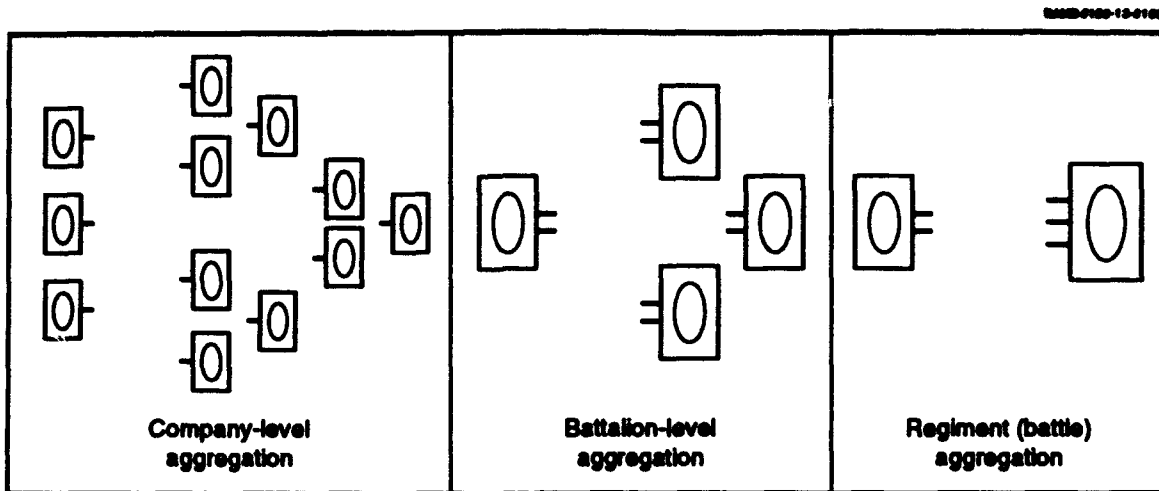 Company-level
aggregation
Battalion-level
aggregation
Regiment (battle)
aggregation